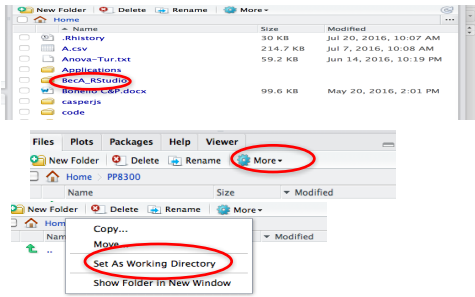 New Folder Delete Rename More
Home ...
Name Size Modified
.Rhistory 30 KB Jul 20, 2016, 10:07 AM
A.csv 214.7 KB Jul 7, 2016, 10:08 AM
Anova-Tur.txt 59.2 KB Jun 14, 2016, 10:19 PM
Applications
BecA_RStudio
Bonello C&P.docx 99.6 KB May 20, 2016, 2:01 PM
casperjs
code
Files Plots Packages Help Viewer
New Folder Delete Rename More
Home PP8300
Name Size Modified
New Folder Delete Rename More
Home
Nam Modified
Copy...
Move
..
Set As Working Directory
Show Folder in New Window